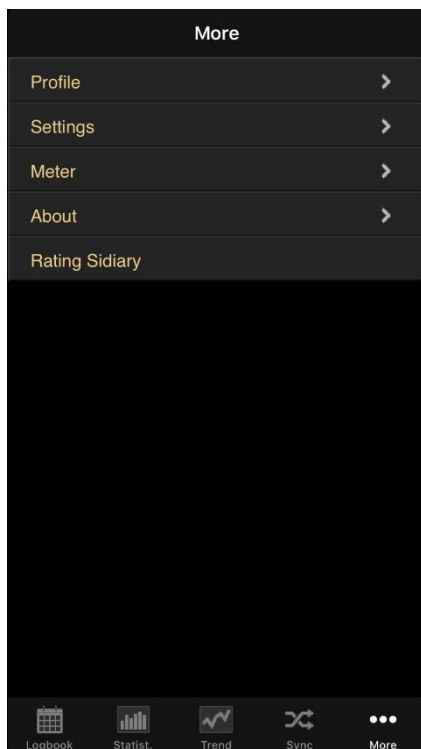 More
Profile
Settings
Meter
About
Rating Sidiary
Logbook Statist. Trend Sync More